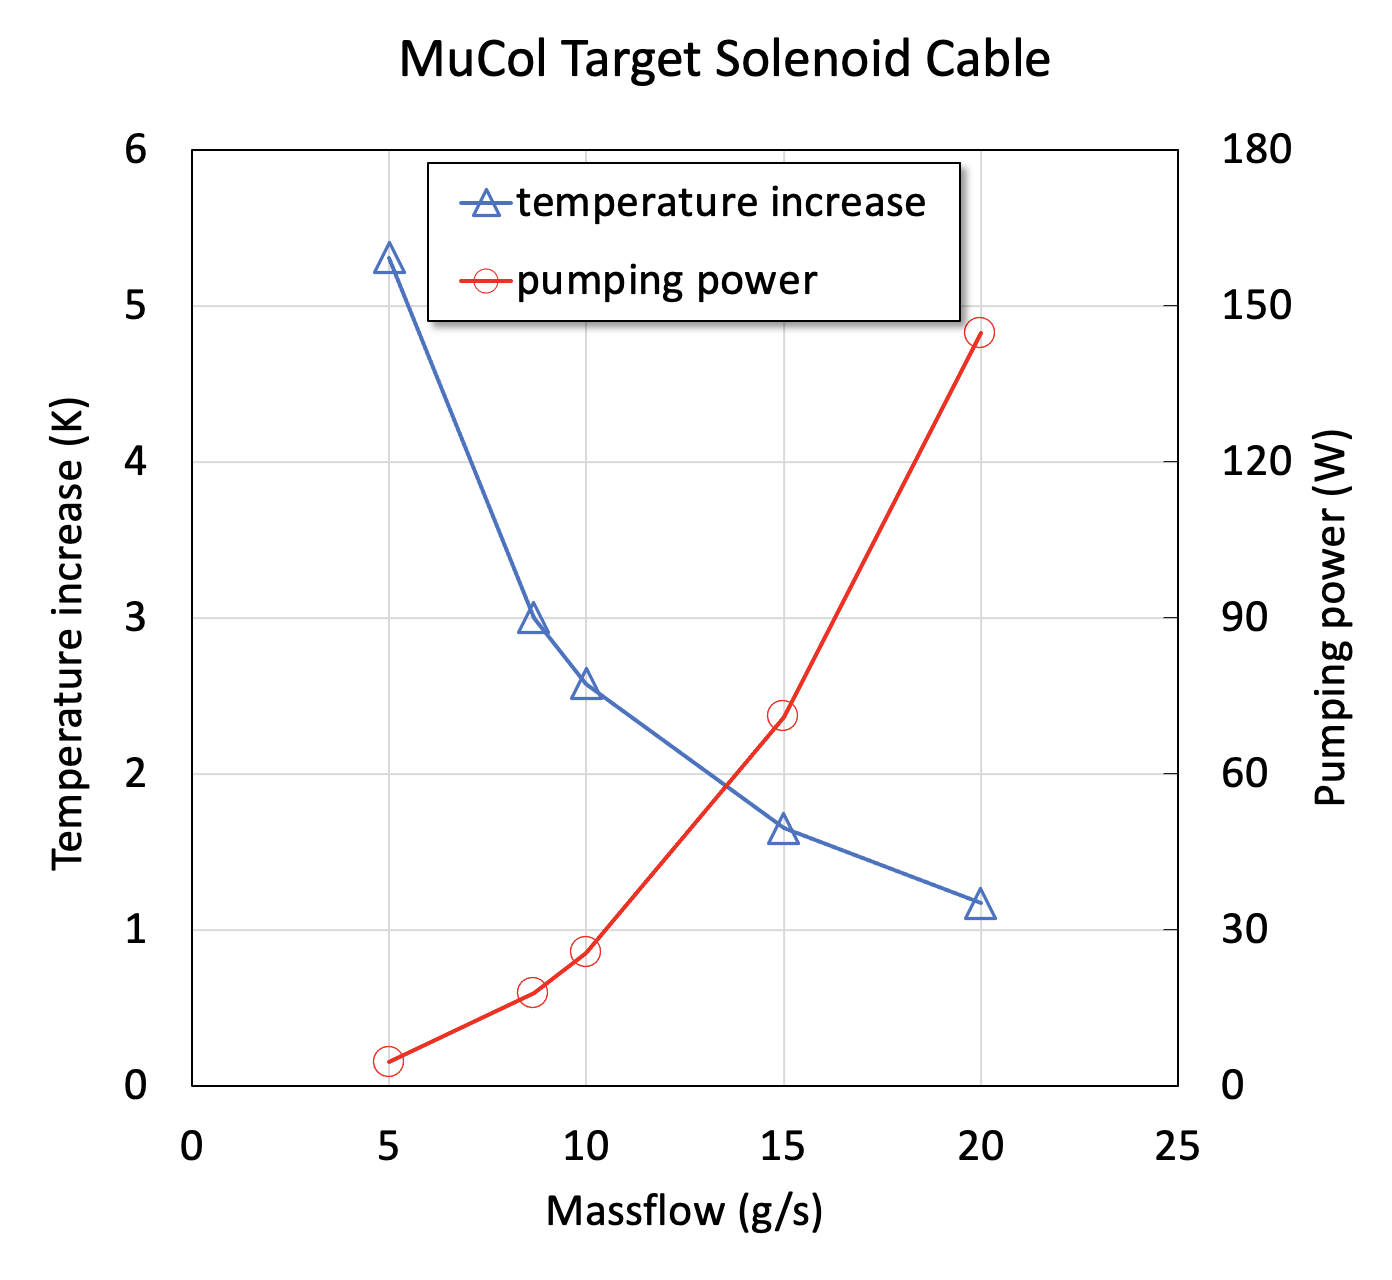 MuCol Target Solenoid Cable
temperature increase
pumping power
6
5
4
3
2
1
0
180
150
120
90
60
30
0
Temperature increase (K)
Pumping power (W)
0 5 10 15 20 25
Massflow (g/s)